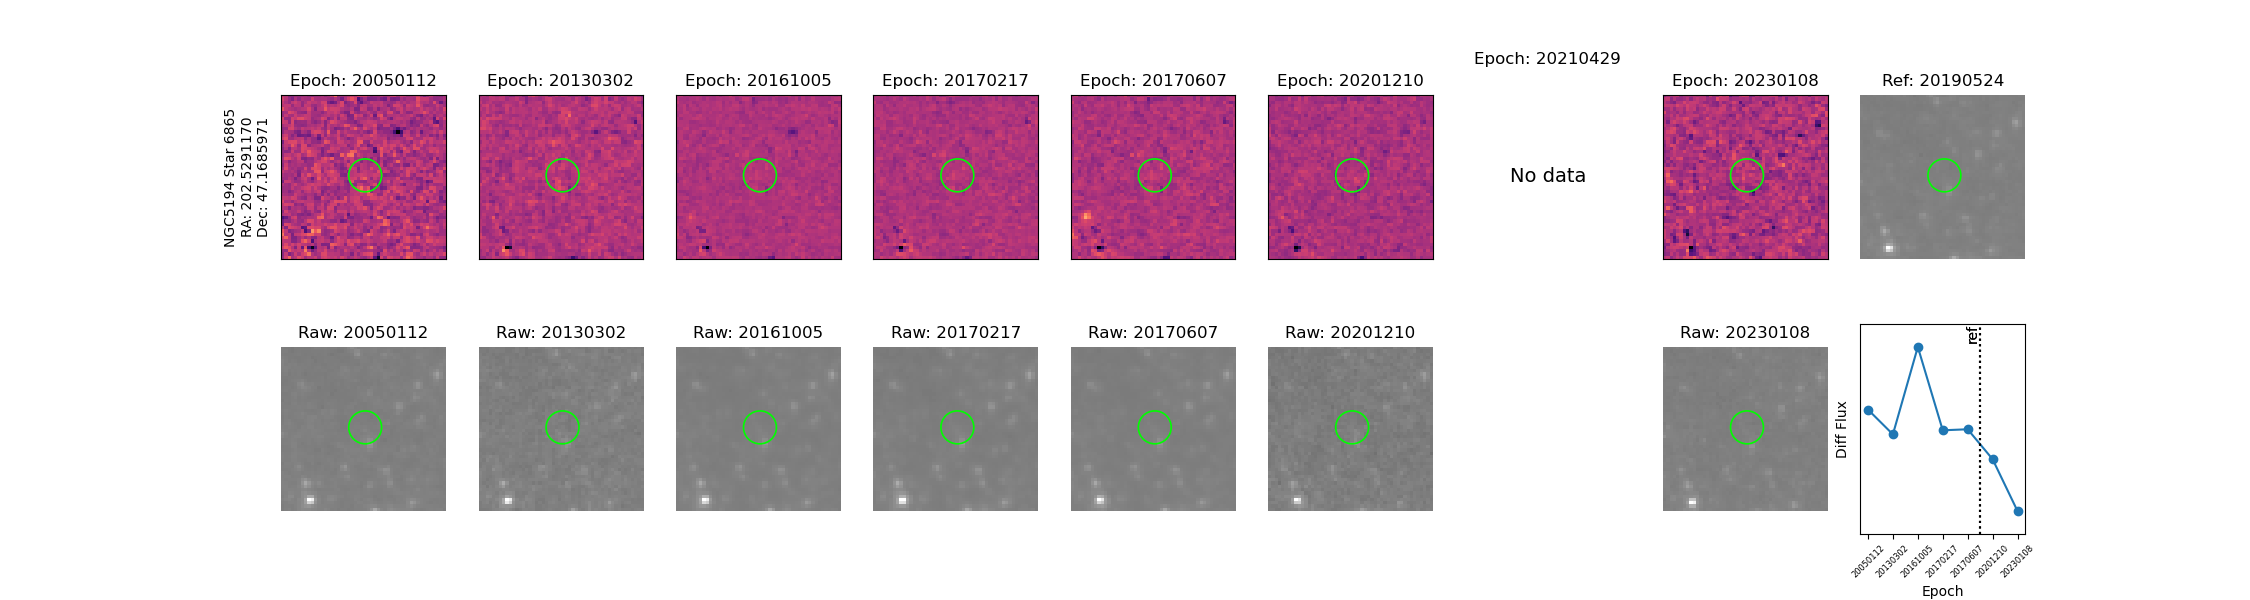 Epoch: 20210429
Epoch: 20050112
Epoch: 20130302
Epoch: 20161005
Epoch: 20170217
Epoch: 20170607
Epoch: 20201210
Epoch: 20230108
Ref: 20190524
NGC5194 Star 6865
RA: 202.5291170
Dec: 47.1685971
No data
Raw: 20050112
Raw: 20130302
Raw: 20161005
Raw: 20170217
Raw: 20170607
Raw: 20201210
Raw: 20230108
ref
Diff Flux
20050112
20130302
20161005
20170217
20170607
20201210
20230108
Epoch